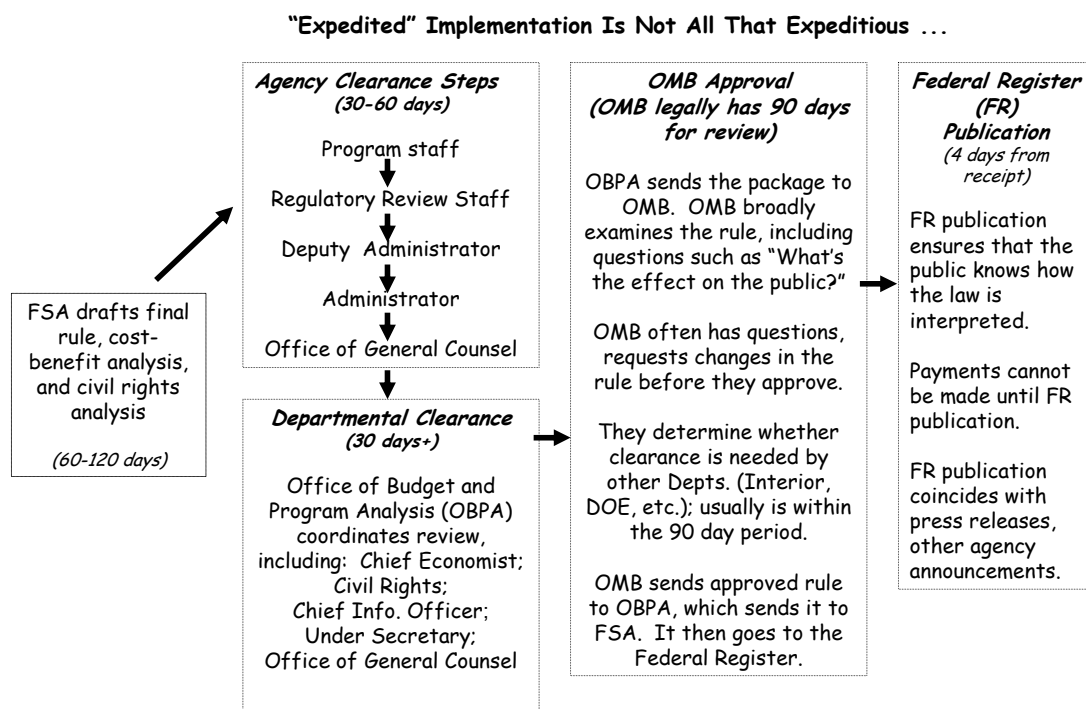 “Expedited” Implementation Is Not All That Expeditious ...
FSA drafts final
rule, cost-
benefit analysis,
and civil rights
analysis
(60-120 days)
Agency Clearance Steps
(30-60 days)
Program staff
Regulatory Review Staff
Deputy Administrator
Administrator
Office of General Counsel
Departmental Clearance
(30 days+)
Office of Budget and
Program Analysis (OBPA)
coordinates review,
including: Chief Economist;
Civil Rights;
Chief Info. Officer;
Under Secretary;
Office of General Counsel
OMB Approval
(OMB legally has 90 days
for review)
OBPA sends the package to
OMB. OMB broadly
examines the rule, including
questions such as “What’s
the effect on the public?”
OMB often has questions,
requests changes in the
rule before they approve.
They determine whether
clearance is needed by
other Depts. (Interior,
DOE, etc.); usually is within
the 90 day period.
OMB sends approved rule
to OBPA, which sends it to
FSA. It then goes to the
Federal Register.
Federal Register
(FR)
Publication
(4 days from
receipt)
FR publication
ensures that the
public knows how
the law is
interpreted.
Payments cannot
be made until FR
publication.
FR publication
coincides with
press releases,
other agency
announcements.